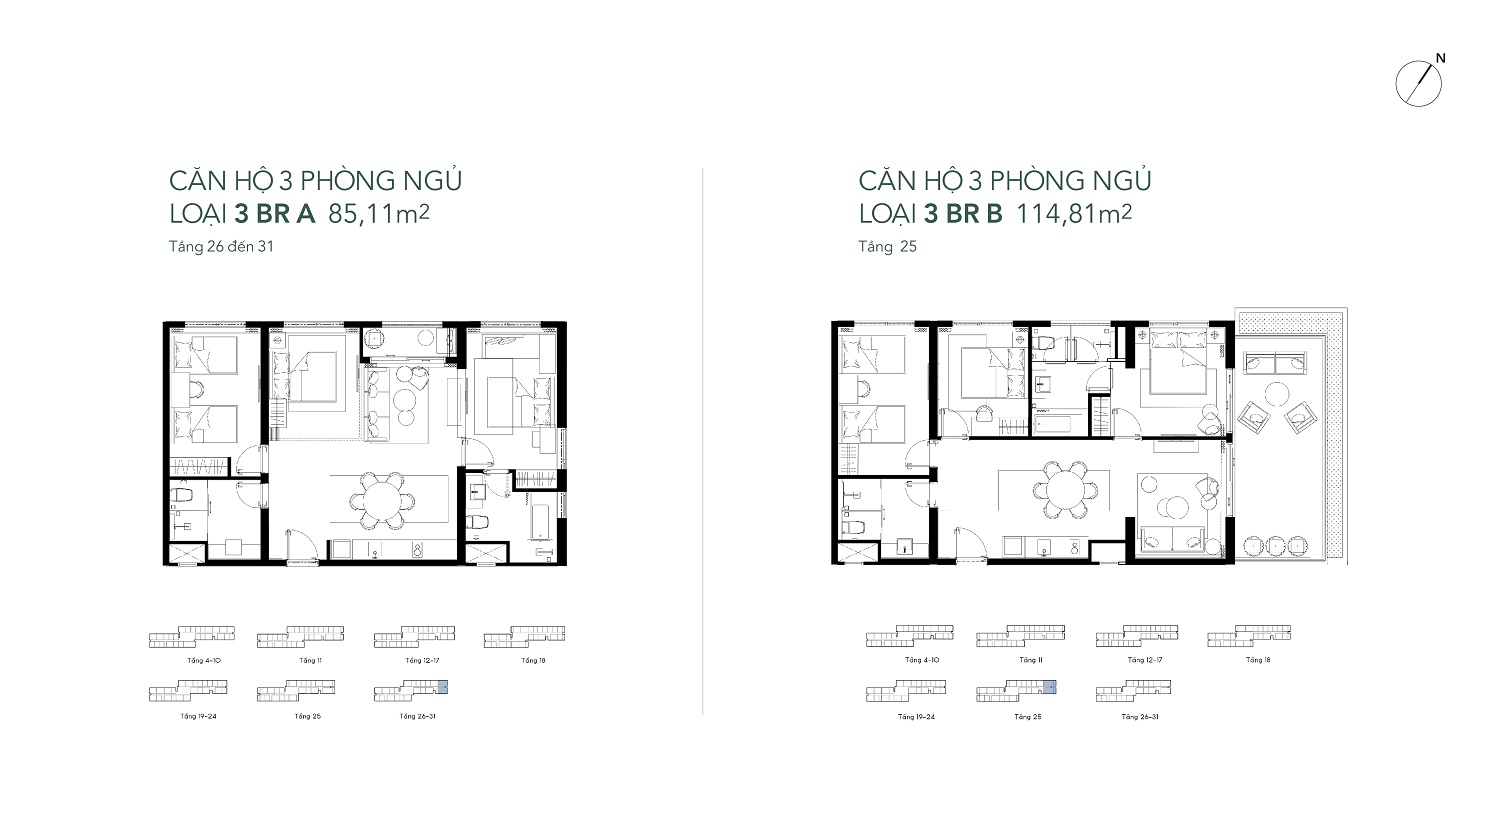 N
CĂN HỘ 3 PHÒNG NGỦ
LOẠI 3 BR A 85,11m2
Tầng 26 đến 31
CĂN HỘ 3 PHÒNG NGỦ
LOẠI 3 BR B 114,81m2
Tầng 25
Tầng 4-10
Tầng 11
Tầng 12-17
Tầng 18
Tầng 19-24
Tầng 25
Tầng 26-31
Tầng 4-10
Tầng 11
Tầng 12-17
Tầng 18
Tầng 19-24
Tầng 25
Tầng 26-31